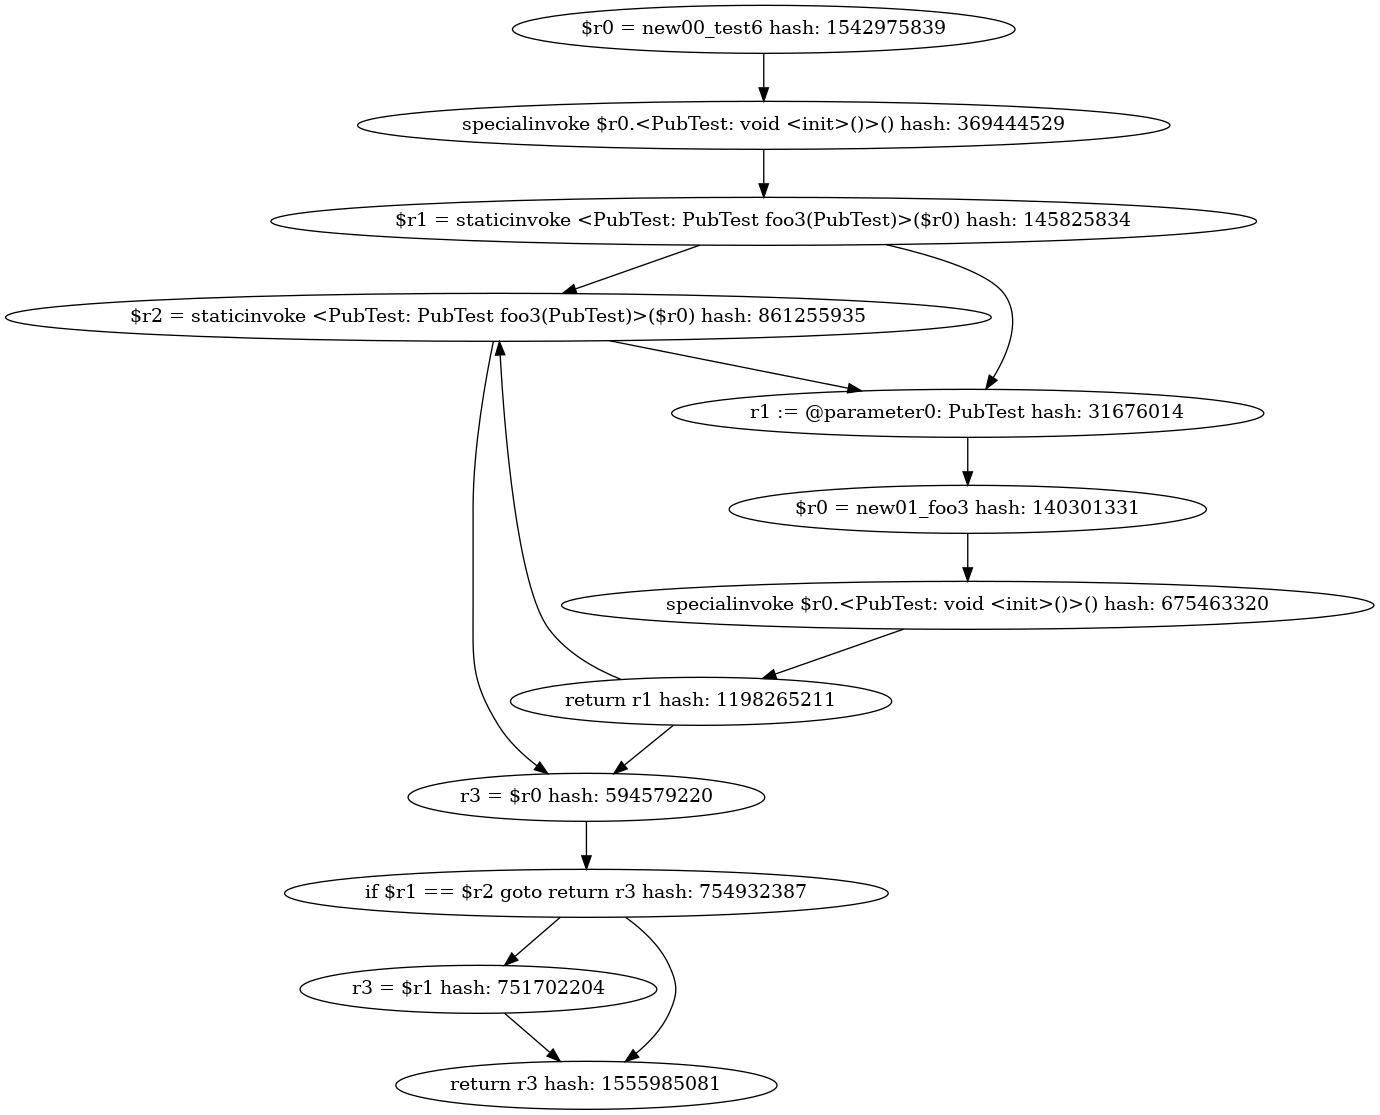 $r0 = new00_test6 hash: 1542975839
specialinvoke $r0.<PubTest: void <init>()>() hash: 369444529
$r1 = staticinvoke <PubTest: PubTest foo3(PubTest)>($r0) hash: 145825834
$r2 = staticinvoke <PubTest: PubTest foo3(PubTest)>($r0) hash: 861255935
r1 := @parameter0: PubTest hash: 31676014
$r0 = new01_foo3 hash: 140301331
specialinvoke $r0.<PubTest: void <init>()>() hash: 675463320
return r1 hash: 1198265211
r3 = $r0 hash: 594579220
if $r1 == $r2 goto return r3 hash: 754932387
r3 = $r1 hash: 751702204
return r3 hash: 1555985081